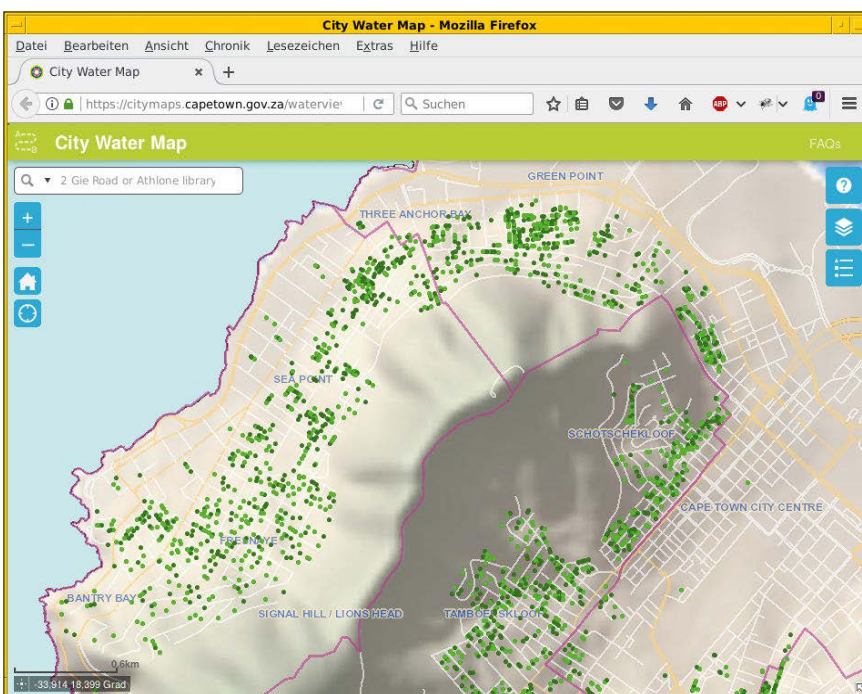 City Water Map - Mozilla Firefox
Datei Bearbeiten Ansicht Chronik Lesezeichen Extras Hilfe
City Water Map × +
https://citymaps.capetown.gov.za/watervie Suchen ABP 0
A B City Water Map FAQs
2 Gie Road or Athlone library
GREEN POINT
THREE ANCHOR BAY
SEA POINT
SCHOTSCHEKLOOF
CAPE TOWN CITY CENTRE
FRESNAYE
BANTRY BAY
SIGNAL HILL / LIONS HEAD TAMBOERSKLOOF
0,6km
-33,914 18,399 Grad